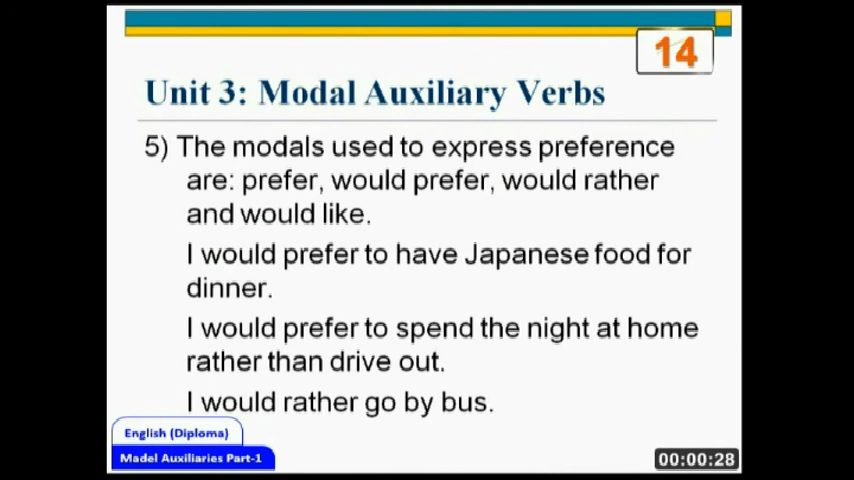 14
Unit 3: Modal Auxiliary Verbs
5) The modals used to express preference
are: prefer, would prefer, would rather
and would like.
I would prefer to have Japanese food for
dinner.
I would prefer to spend the night at home
rather than drive out.
I would rather go by bus.
English (Diploma)
Madel Auxiliaries Part-1
00:00:28